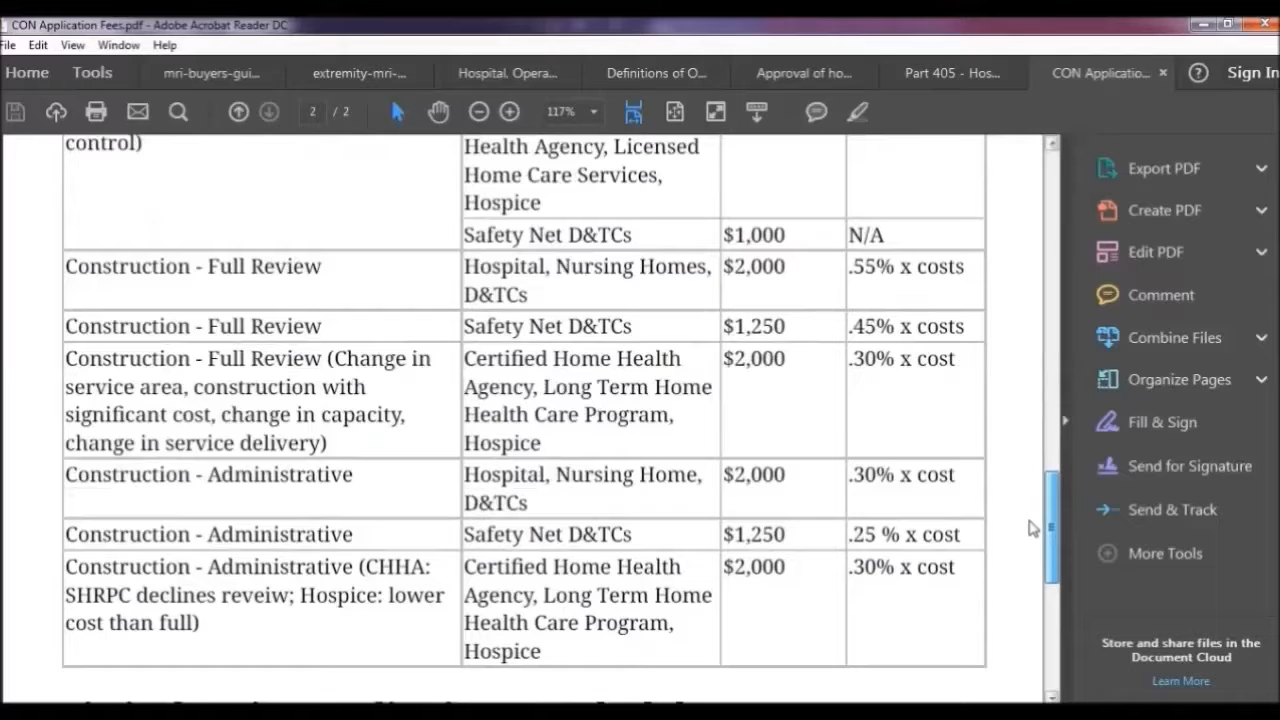 CON Application Fees.pdf - Adobe Acrobat Reader DC
File Edit View Window Help
Home Tools mri-buyers-gui... extremity-mri-... Hospital. Opera... Definitions of O... Approval of ho... Part 405 - Hos... CON Applicatio... × ? Sign In
2 / 2 117%
control)
Health Agency, Licensed
Home Care Services,
Hospice
Safety Net D&TCs $1,000 N/A
Construction - Full Review Hospital, Nursing Homes, $2,000 .55% x costs
D&TCs
Construction - Full Review Safety Net D&TCs $1,250 .45% x costs
Construction - Full Review (Change in Certified Home Health $2,000 .30% x cost
service area, construction with Agency, Long Term Home
significant cost, change in capacity, Health Care Program,
change in service delivery) Hospice
Construction - Administrative Hospital, Nursing Home, $2,000 .30% x cost
D&TCs
Construction - Administrative Safety Net D&TCs $1,250 .25 % x cost
Construction - Administrative (CHHA: Certified Home Health $2,000 .30% x cost
SHRPC declines reveiw; Hospice: lower Agency, Long Term Home
cost than full) Health Care Program,
Hospice
Export PDF
Create PDF
Edit PDF
Comment
Combine Files
Organize Pages
Fill & Sign
Send for Signature
Send & Track
More Tools
Store and share files in the
Document Cloud
Learn More